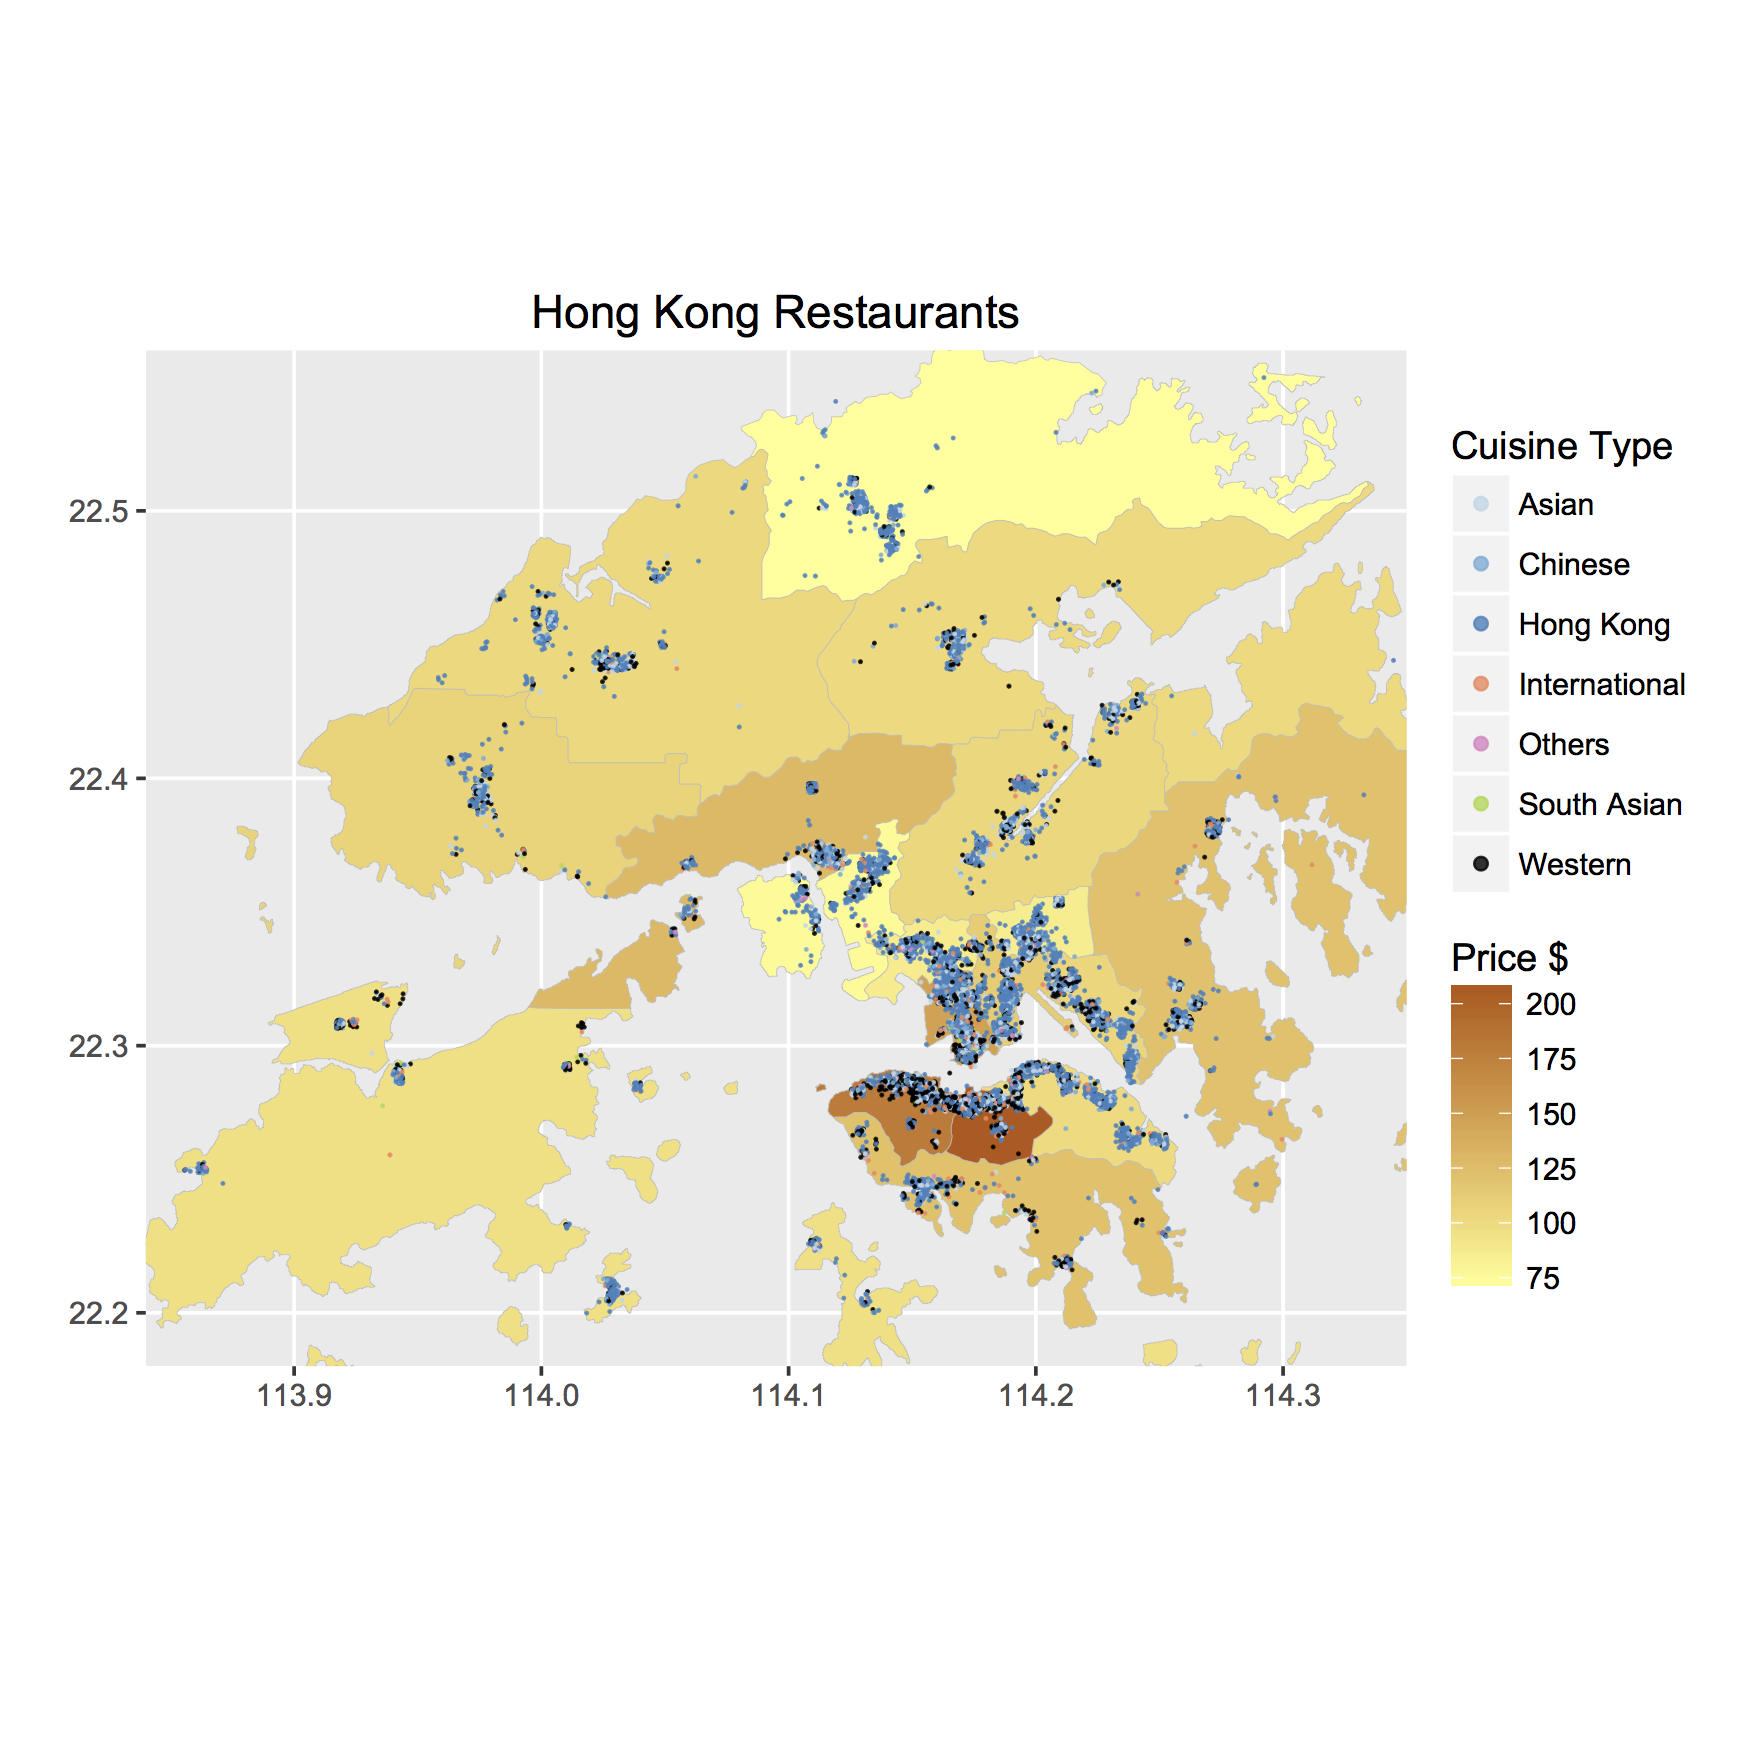 Hong Kong Restaurants
22.5
22.4
22.3
22.2
113.9
114.0
114.1
114.2
114.3
Cuisine Type
Asian
Chinese
Hong Kong
International
Others
South Asian
Western
Price $
200
175
150
125
100
75